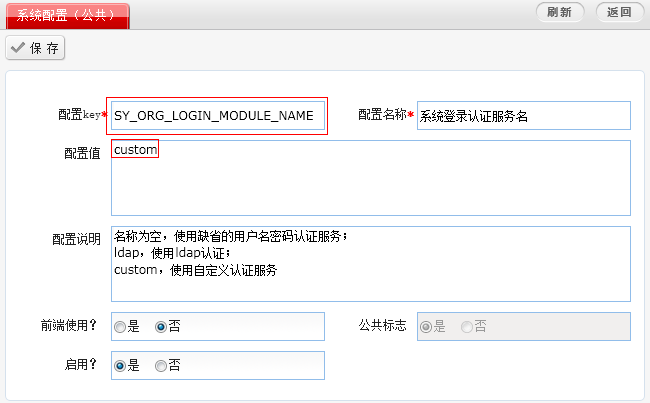 系统配置（公共）
刷新 返回
保 存
配置key* SY_ORG_LOGIN_MODULE_NAME 配置名称* 系统登录认证服务名
配置值 custom
配置说明 名称为空，使用缺省的用户名密码认证服务；
ldap，使用ldap认证；
custom，使用自定义认证服务
前端使用？ 是 否 公共标志 是 否
启用？ 是 否